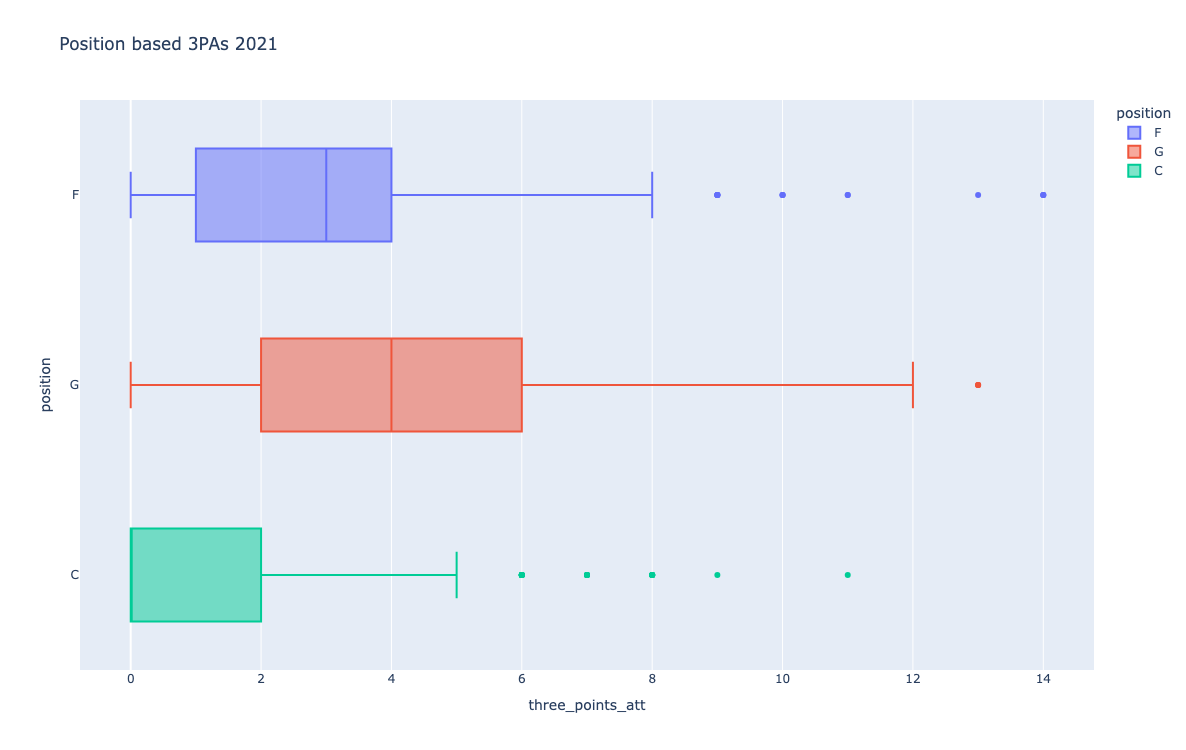 Position based 3PAs 2021
position
F
G
C
F
G
C
position
0 2 4 6 8 10 12 14
three_points_att